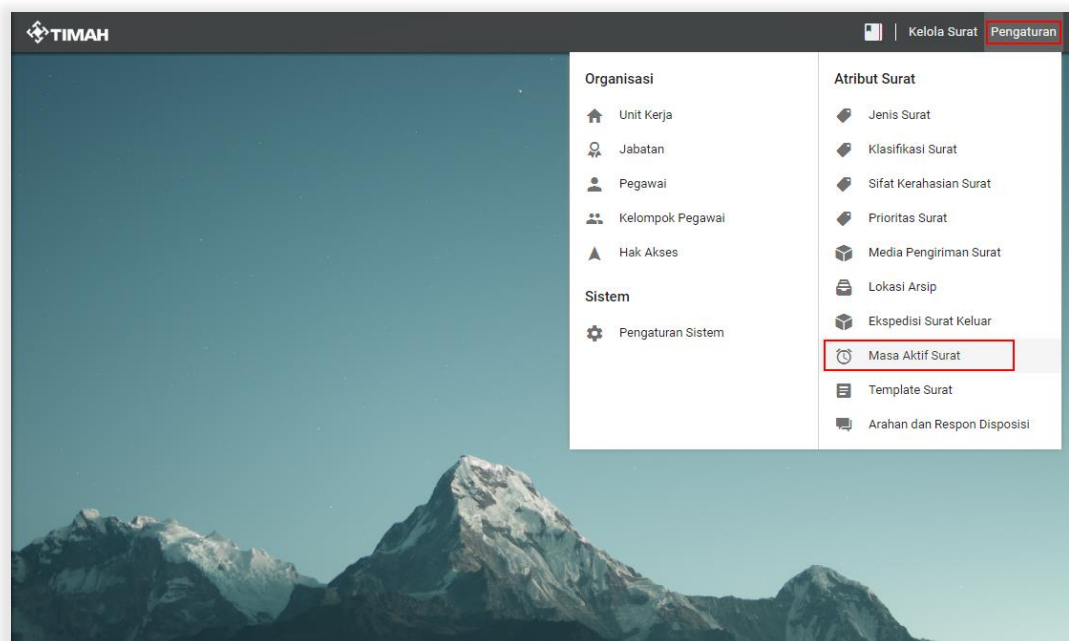 TIMAH
Kelola Surat
Pengaturan
Organisasi
Unit Kerja
Jabatan
Pegawai
Kelompok Pegawai
Hak Akses
Sistem
Pengaturan Sistem
Atribut Surat
Jenis Surat
Klasifikasi Surat
Sifat Kerahasian Surat
Prioritas Surat
Media Pengiriman Surat
Lokasi Arsip
Ekspedisi Surat Keluar
Masa Aktif Surat
Template Surat
Arahan dan Respon Disposisi